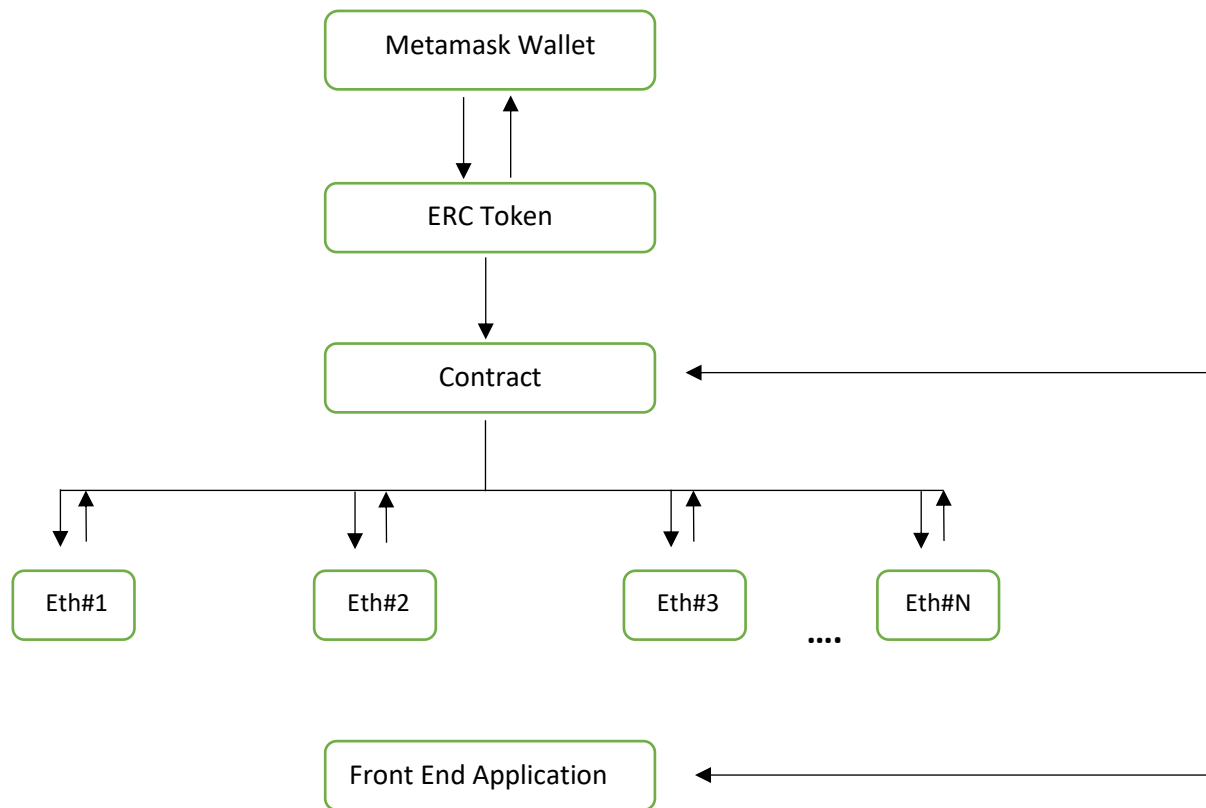 Metamask Wallet
ERC Token
Contract
Eth#1
Eth#2
Eth#3
Eth#N
....
Front End Application